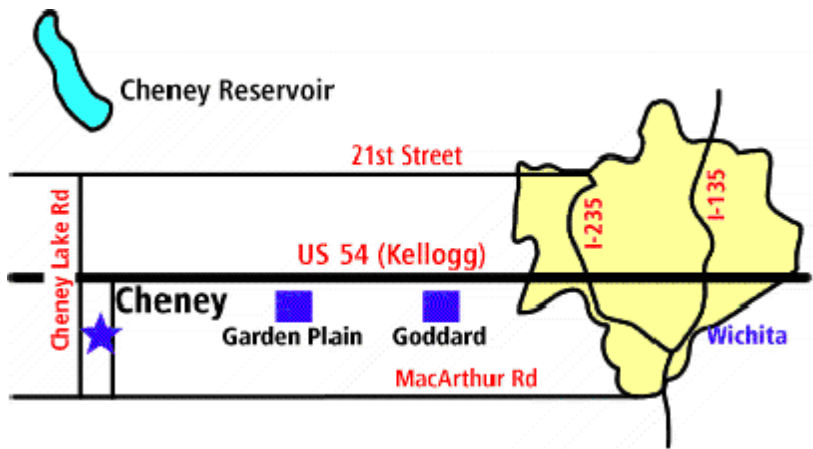 Cheney Reservoir
21st Street
I-135
I-235
Cheney Lake Rd
US 54 (Kellogg)
Cheney
Garden Plain
Goddard
Wichita
MacArthur Rd